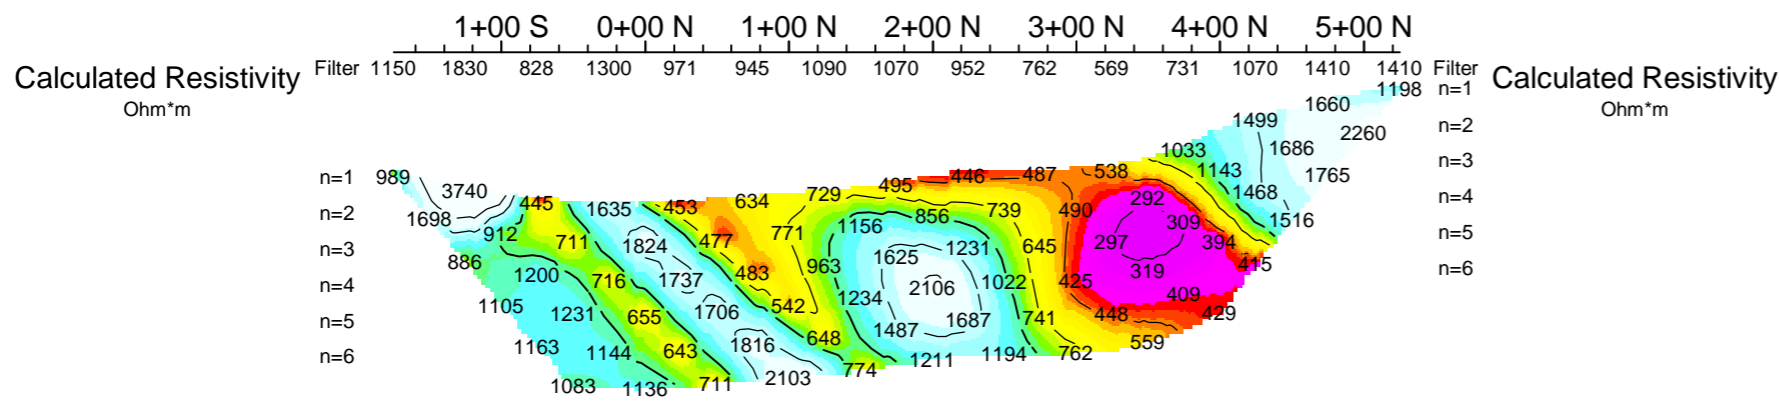 1+00 S 0+00 N 1+00 N 2+00 N 3+00 N 4+00 N 5+00 N
Calculated Resistivity Filter 1150 1830 828 1300 971 945 1090 1070 952 762 569 731 1070 1410 1410 Filter Calculated Resistivity
Ohm*m Ohm*m
1198 n=1
1660
1499 2260 n=2
1033 1686 n=3
n=1 989 3740 446 487 538 1143 1765
495 292 1468 n=4
1698 445 1635 453 634 729 739 490 309 1516
n=2 912 711 1824 477 771 1156 856 645 297 394 n=5
n=3 886 1200 716 1737 483 963 1625 1231 1022 425 319 415 n=6
n=4 1105 1231 655 1706 542 1234 2106 1687 741 448 409 429
n=5 1163 1144 643 1816 648 1487 1194 762 559
n=6 1083 1136 711 2103 774 1211